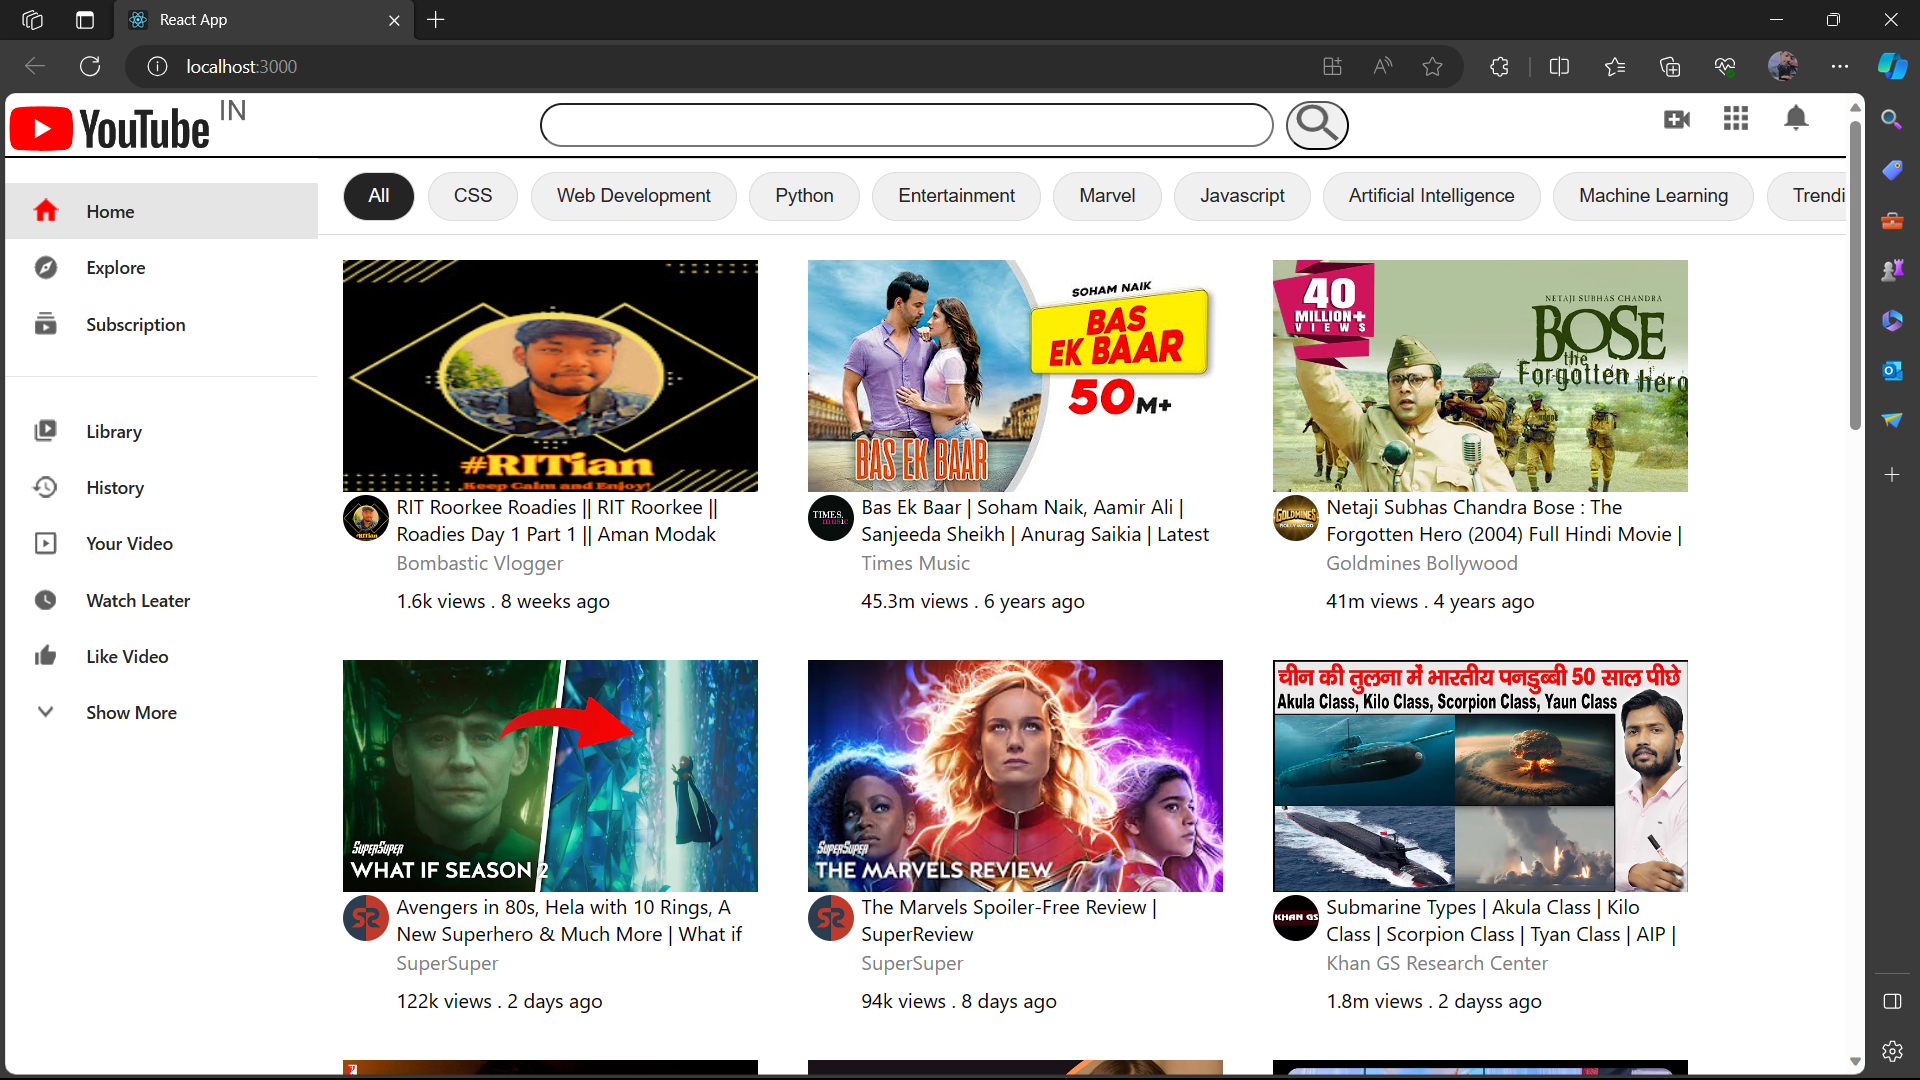 React App
localhost:3000
YouTube IN
Home
Explore
Subscription
Library
History
Your Video
Watch Leater
Like Video
Show More
All
CSS
Web Development
Python
Entertainment
Marvel
Javascript
Artificial Intelligence
Machine Learning
Trendi
#RITian
Keep Calm and Enjoy!
RIT Roorkee Roadies || RIT Roorkee ||
Roadies Day 1 Part 1 || Aman Modak
Bombastic Vlogger
1.6k views . 8 weeks ago
SOHAM NAIK
BAS
EK BAAR
50M+
BAS EK BAAR
TIMES
music
Bas Ek Baar | Soham Naik, Aamir Ali |
Sanjeeda Sheikh | Anurag Saikia | Latest
Times Music
45.3m views . 6 years ago
40
MILLION+
VIEWS
NETAJI SUBHAS CHANDRA
BOSE
the
Forgotten Hero
GOLDMINES
BOLLYWOOD
Netaji Subhas Chandra Bose : The
Forgotten Hero (2004) Full Hindi Movie |
Goldmines Bollywood
41m views . 4 years ago
SUPERSUPER
WHAT IF SEASON 2
SR
Avengers in 80s, Hela with 10 Rings, A
New Superhero & Much More | What if
SuperSuper
122k views . 2 days ago
SUPERSUPER
THE MARVELS REVIEW
SR
The Marvels Spoiler-Free Review |
SuperReview
SuperSuper
94k views . 8 days ago
चीन की तुलना में भारतीय पनडुब्बी 50 साल पीछे
Akula Class, Kilo Class, Scorpion Class, Yaun Class
KHAN GS
Submarine Types | Akula Class | Kilo
Class | Scorpion Class | Tyan Class | AIP |
Khan GS Research Center
1.8m views . 2 dayss ago